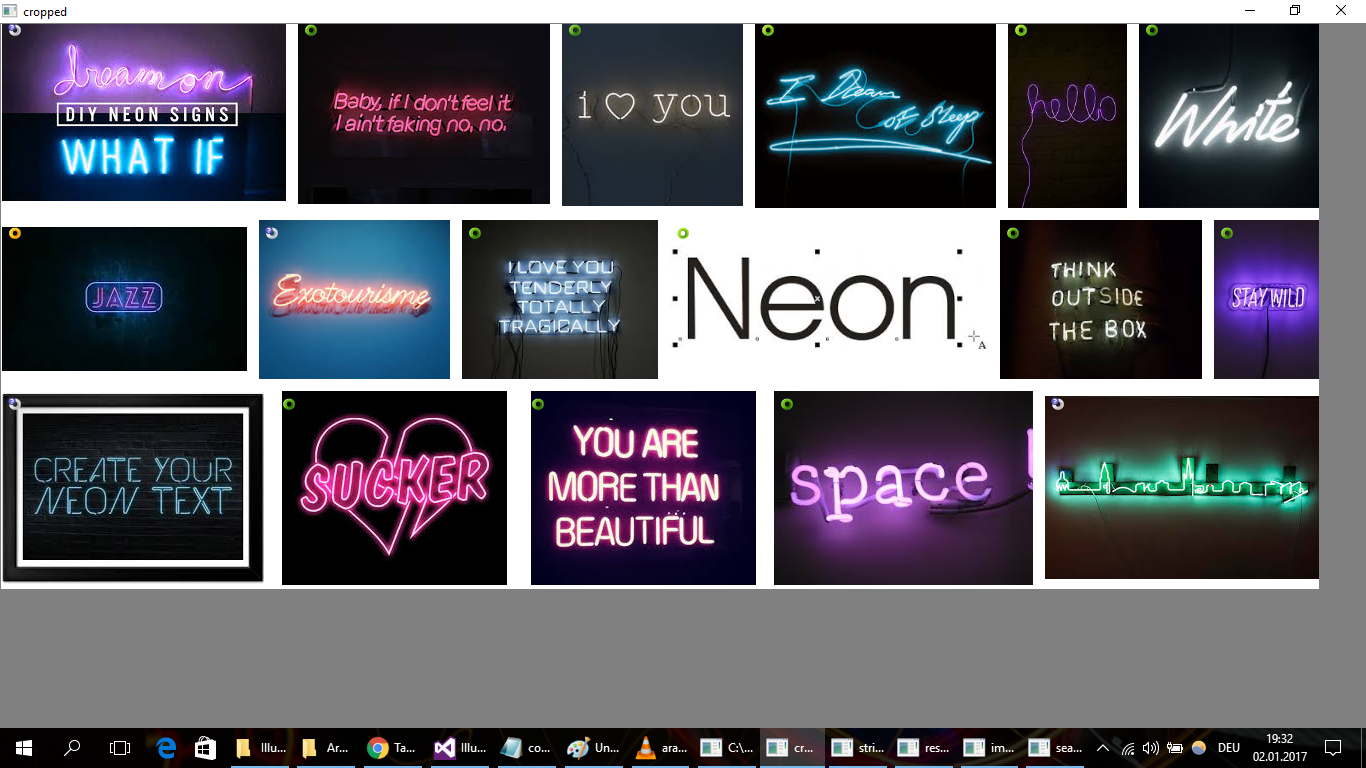 cropped
dream on
DIY NEON SIGNS
WHAT IF
Baby, if I don't feel it
I ain't faking no, no.
i ♡ you
I Dream
of Sleep
hello
White
JAZZ
Exotourisme
I LOVE YOU
TENDERLY
TOTALLY
TRAGICALLY
Neon
A
THINK
OUTSIDE
THE BOX
STAY WILD
CREATE YOUR
NEON TEXT
SUCKER
YOU ARE
MORE THAN
BEAUTIFUL
space
Illu...
Ar...
Ta...
Illu...
co...
Un...
ara...
C:\...
cr...
stri...
res...
im...
sea...
DEU
19:32
02.01.2017